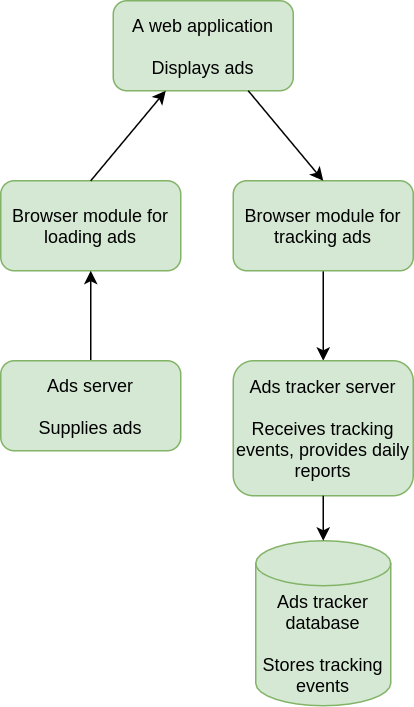 A web application
Displays ads
Browser module for
loading ads
Browser module for
tracking ads
Ads server
Supplies ads
Ads tracker server
Receives tracking
events, provides daily
reports
Ads tracker
database
Stores tracking
events